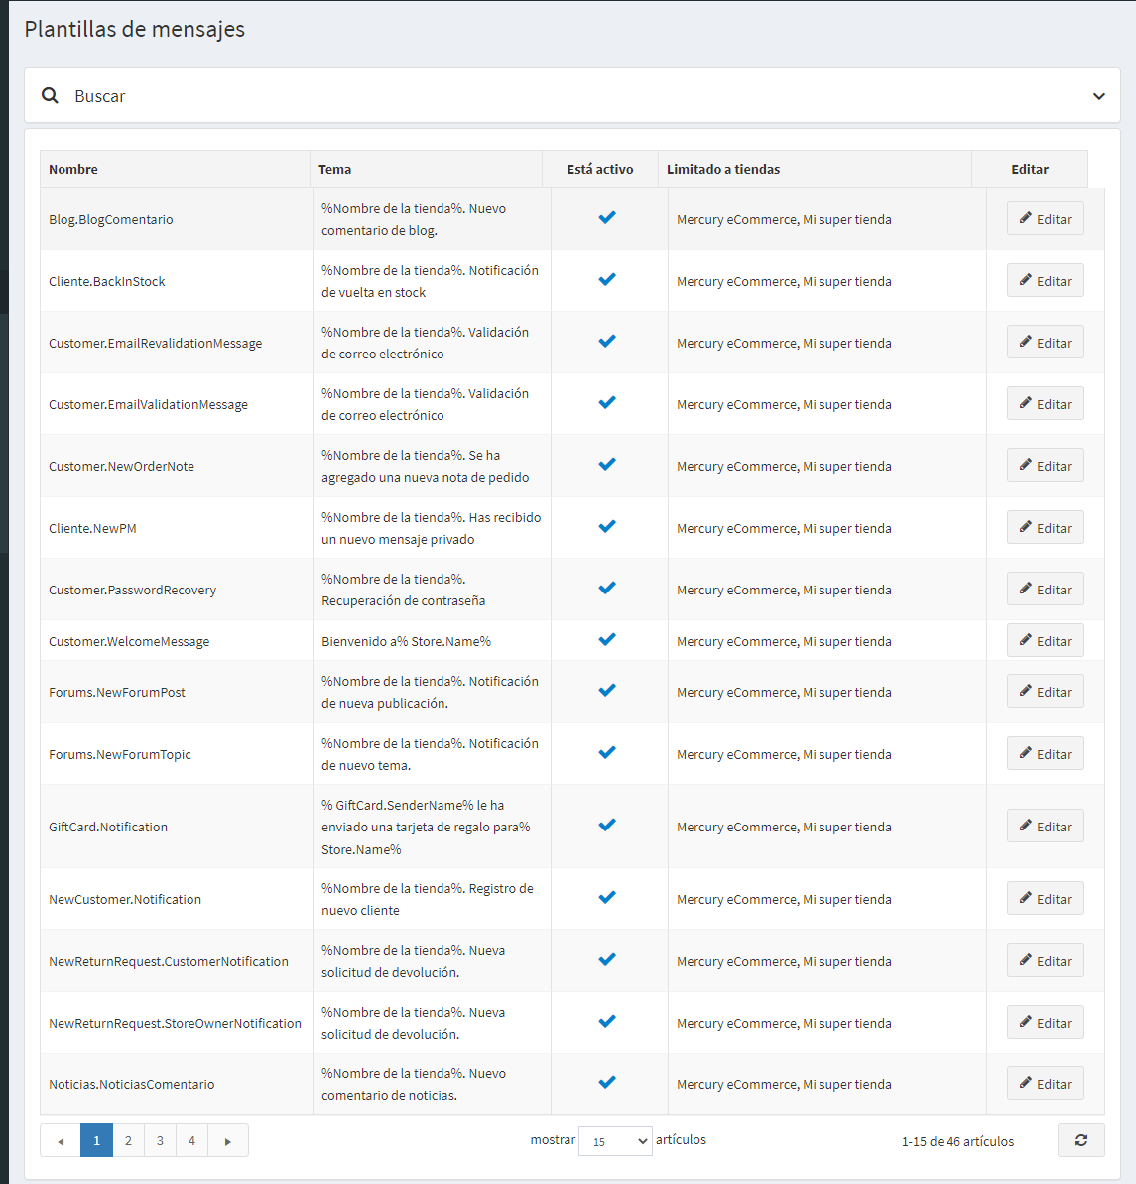 Plantillas de mensajes
Buscar
Nombre Tema Está activo Limitado a tiendas Editar
Blog.BlogComentario %Nombre de la tienda%. Nuevo comentario de blog. Mercury eCommerce, Mi super tienda Editar
Cliente.BackInStock %Nombre de la tienda%. Notificación de vuelta en stock Mercury eCommerce, Mi super tienda Editar
Customer.EmailRevalidationMessage %Nombre de la tienda%. Validación de correo electrónico Mercury eCommerce, Mi super tienda Editar
Customer.EmailValidationMessage %Nombre de la tienda%. Validación de correo electrónico Mercury eCommerce, Mi super tienda Editar
Customer.NewOrderNote %Nombre de la tienda%. Se ha agregado una nueva nota de pedido Mercury eCommerce, Mi super tienda Editar
Cliente.NewPM %Nombre de la tienda%. Has recibido un nuevo mensaje privado Mercury eCommerce, Mi super tienda Editar
Customer.PasswordRecovery %Nombre de la tienda%. Recuperación de contraseña Mercury eCommerce, Mi super tienda Editar
Customer.WelcomeMessage Bienvenido a% Store.Name% Mercury eCommerce, Mi super tienda Editar
Forums.NewForumPost %Nombre de la tienda%. Notificación de nueva publicación. Mercury eCommerce, Mi super tienda Editar
Forums.NewForumTopic %Nombre de la tienda%. Notificación de nuevo tema. Mercury eCommerce, Mi super tienda Editar
GiftCard.Notification % GiftCard.SenderName% le ha enviado una tarjeta de regalo para% Store.Name% Mercury eCommerce, Mi super tienda Editar
NewCustomer.Notification %Nombre de la tienda%. Registro de nuevo cliente Mercury eCommerce, Mi super tienda Editar
NewReturnRequest.CustomerNotification %Nombre de la tienda%. Nueva solicitud de devolución. Mercury eCommerce, Mi super tienda Editar
NewReturnRequest.StoreOwnerNotification %Nombre de la tienda%. Nueva solicitud de devolución. Mercury eCommerce, Mi super tienda Editar
Noticias.NoticiasComentario %Nombre de la tienda%. Nuevo comentario de noticias. Mercury eCommerce, Mi super tienda Editar
1 2 3 4 mostrar 15 artículos 1-15 de 46 artículos